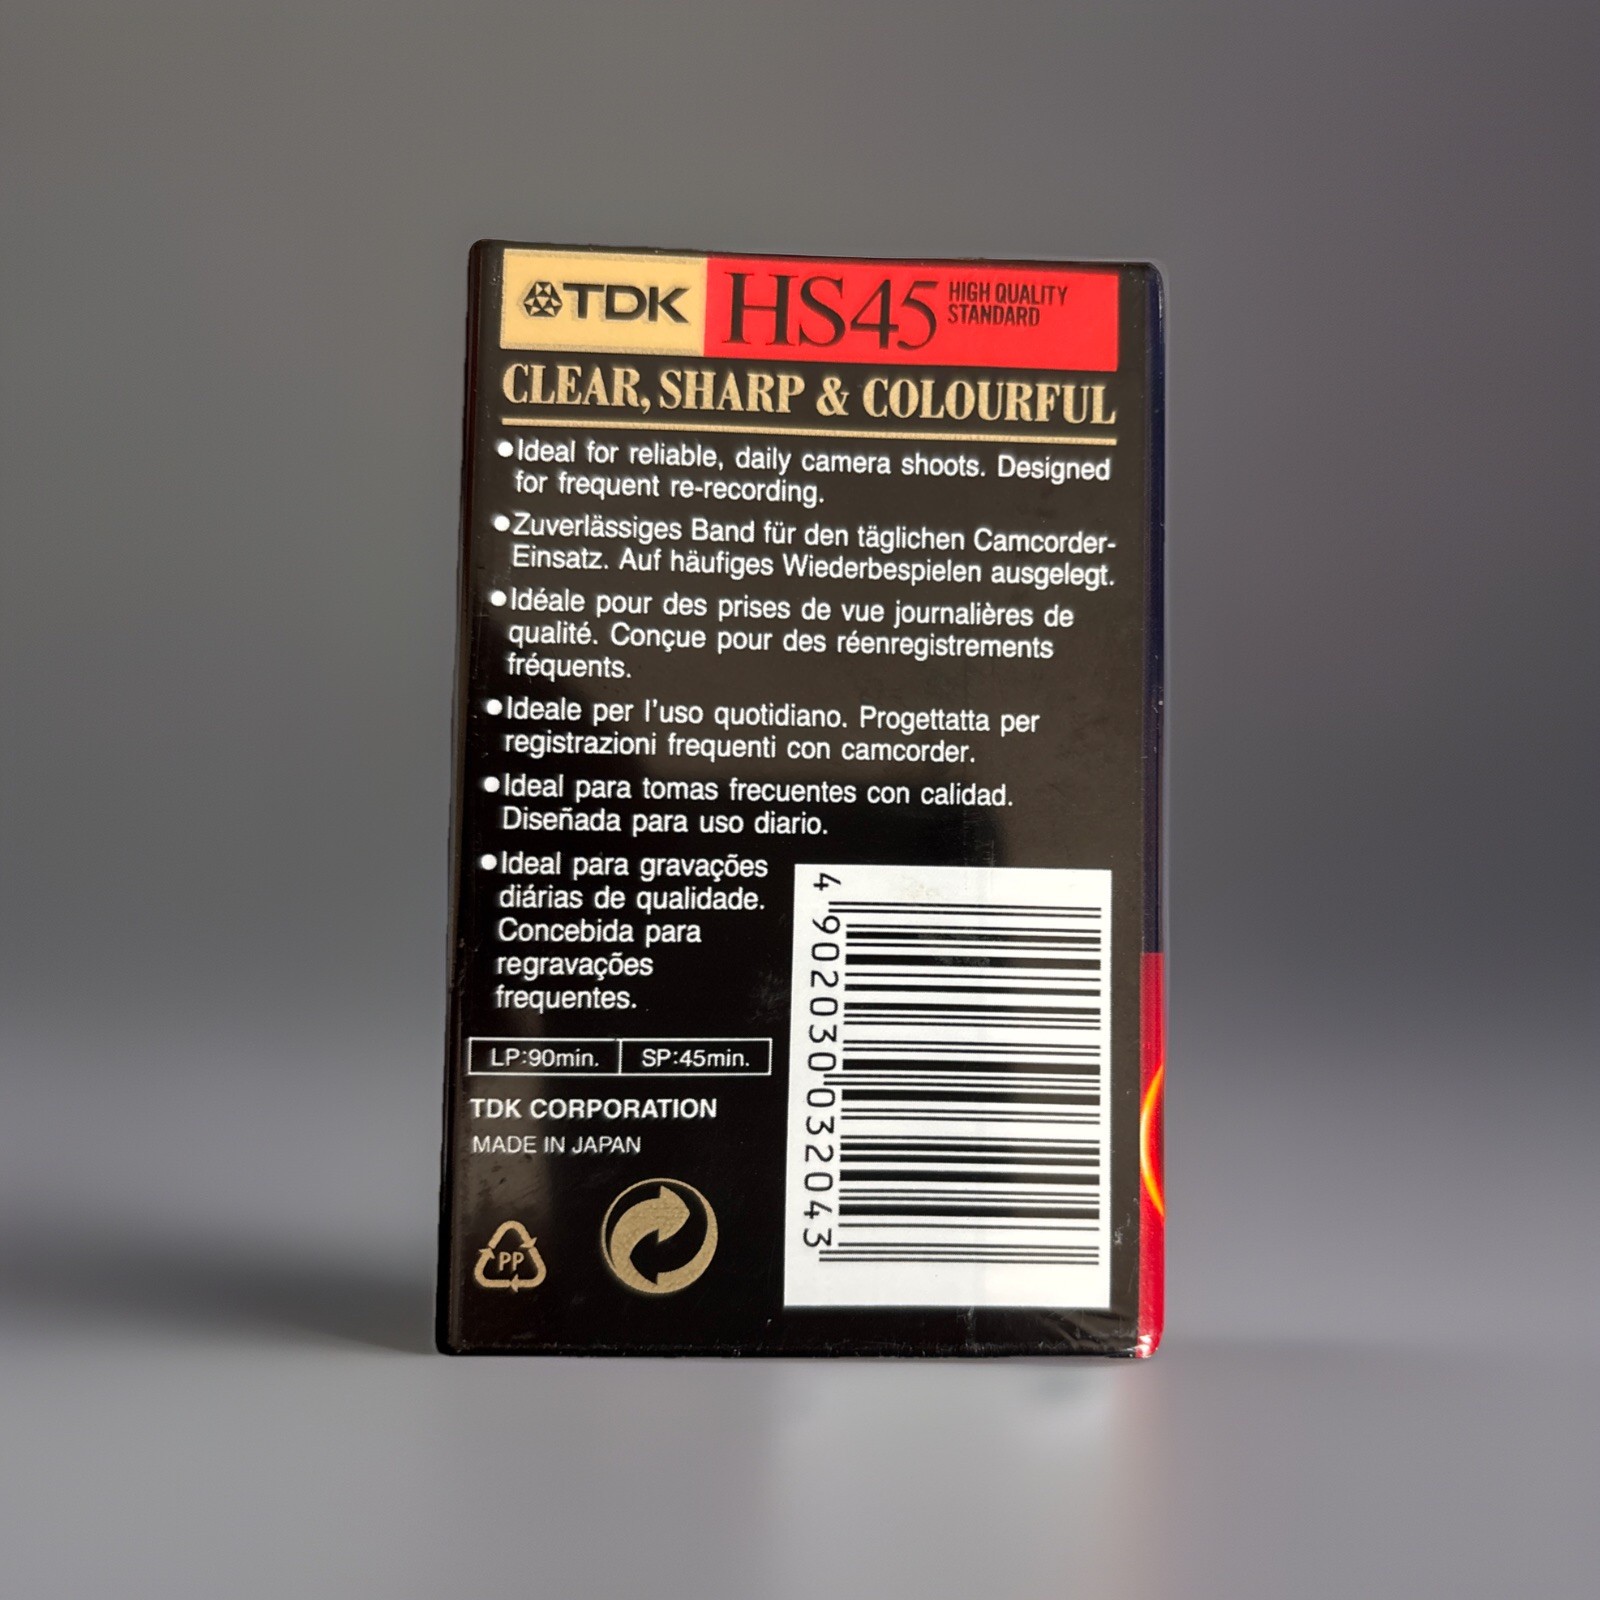 TDK HS45 HIGH QUALITY
STANDARD
CLEAR, SHARP & COLOURFUL
●Ideal for reliable, daily camera shoots. Designed
for frequent re-recording.
●Zuverlässiges Band für den täglichen Camcorder-
Einsatz. Auf häufiges Wiederbespielen ausgelegt.
●Idéale pour des prises de vue journalières de
qualité. Conçue pour des réenregistrements
fréquents.
●Ideale per l'uso quotidiano. Progettatta per
registrazioni frequenti con camcorder.
●Ideal para tomas frecuentes con calidad.
Diseñada para uso diario.
●Ideal para gravações
diárias de qualidade.
Concebida para
regravações
frequentes.
LP:90min. SP:45min.
TDK CORPORATION
MADE IN JAPAN
PP
4 902030 032043